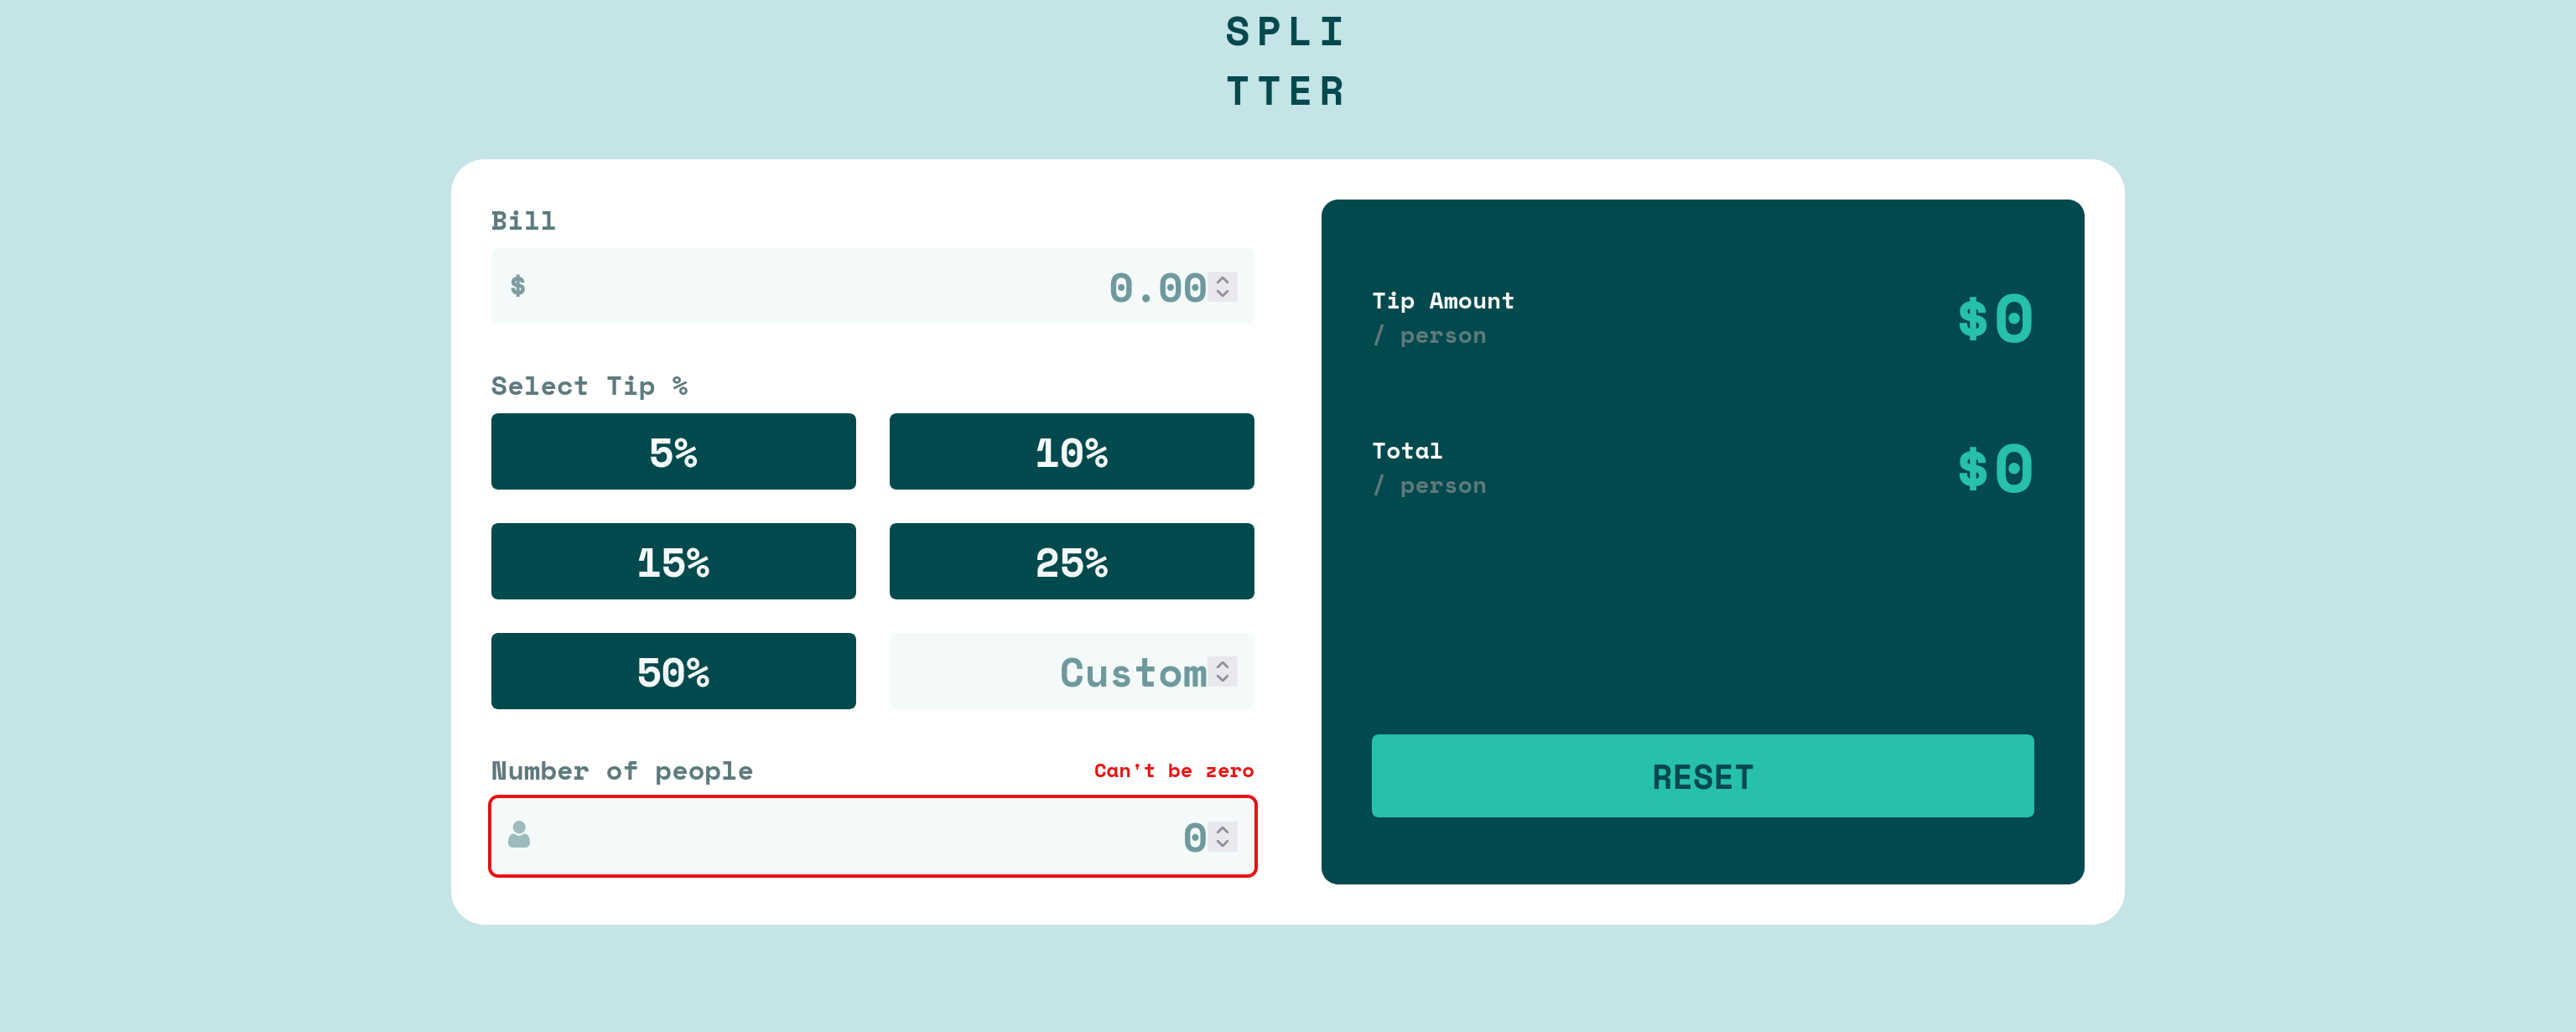 SPLI
TTER
Bill
$ 0.00
Select Tip %
5% 10%
15% 25%
50% Custom
Number of people Can't be zero
0
Tip Amount
/ person
$0
Total
/ person
$0
RESET